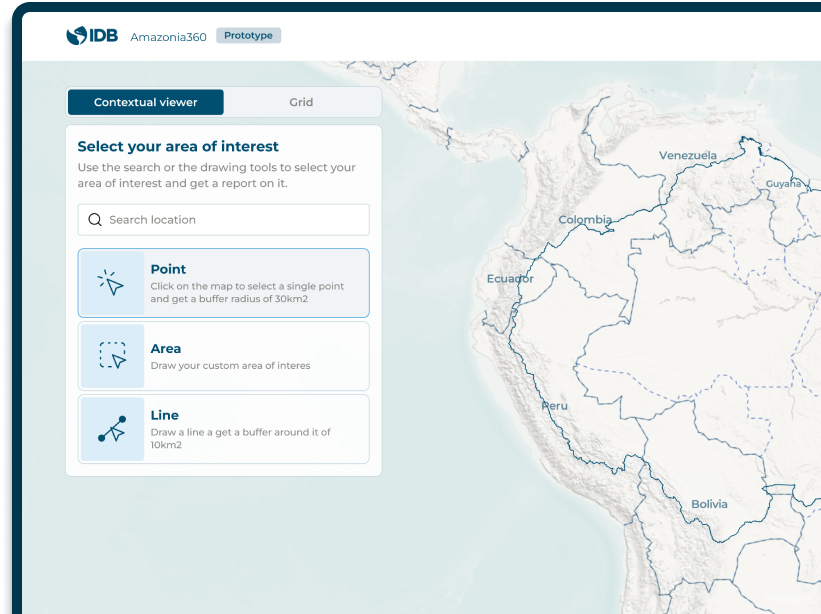 IDB
Amazonia360
Prototype
Contextual viewer
Grid
Select your area of interest
Use the search or the drawing tools to select your
area of interest and get a report on it.
Search location
Point
Click on the map to select a single point
and get a buffer radius of 30km2
Area
Draw your custom area of interes
Line
Draw a line a get a buffer around it of
10km2
Venezuela
Guyana
Colombia
Ecuador
Peru
Bolivia